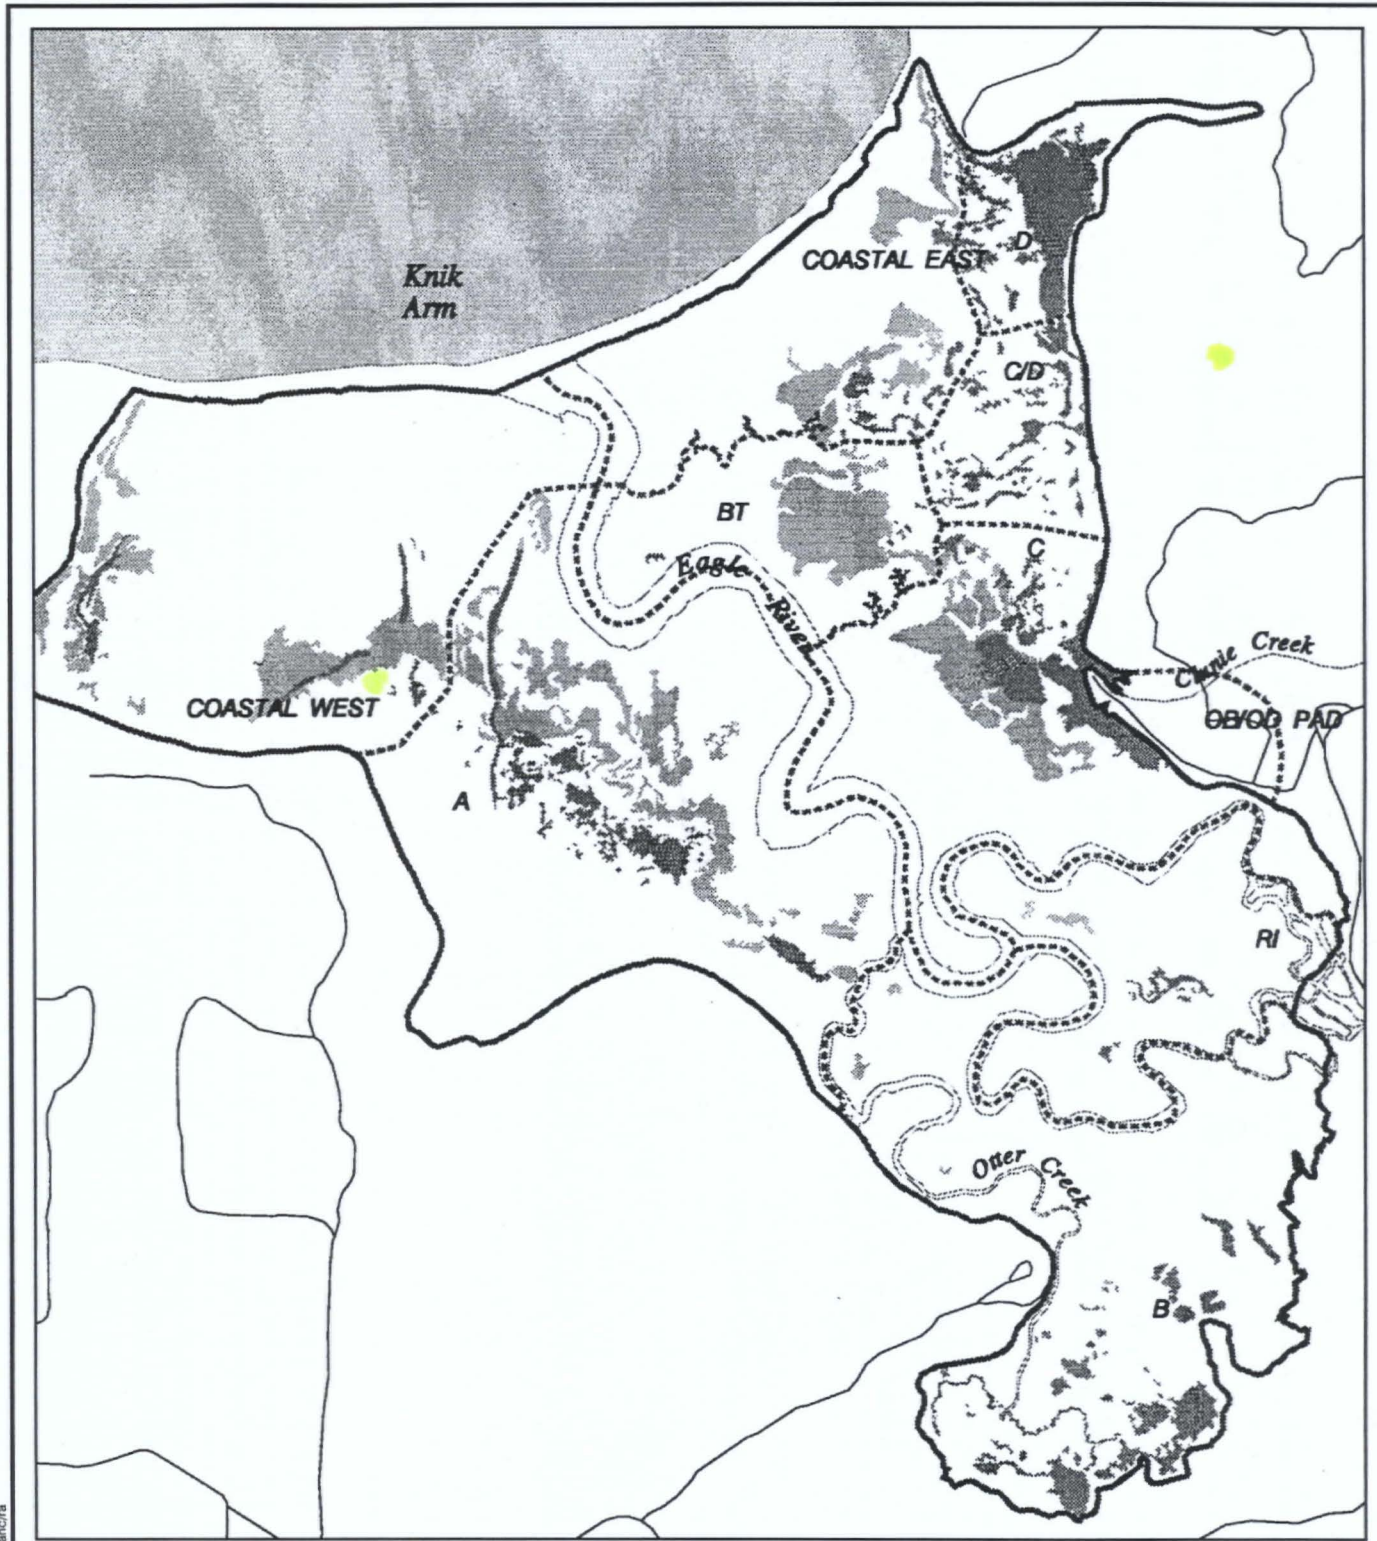 Knik
Arm
COASTAL EAST
D
C/D
BT
C
Eagle
River
Clunie Creek
COASTAL WEST
OB/OD PAD
A
RI
Otter Creek
B